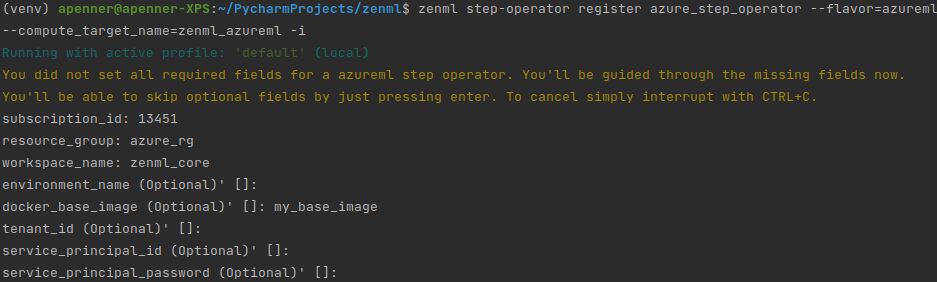 (venv) apenner@apenner-XPS:~/PycharmProjects/zenml$ zenml step-operator register azure_step_operator --flavor=azureml
--compute_target_name=zenml_azureml -i
Running with active profile: 'default' (local)
You did not set all required fields for a azureml step operator. You'll be guided through the missing fields now.
You'll be able to skip optional fields by just pressing enter. To cancel simply interrupt with CTRL+C.
subscription_id: 13451
resource_group: azure_rg
workspace_name: zenml_core
environment_name (Optional)' []:
docker_base_image (Optional)' []: my_base_image
tenant_id (Optional)' []:
service_principal_id (Optional)' []:
service_principal_password (Optional)' []: